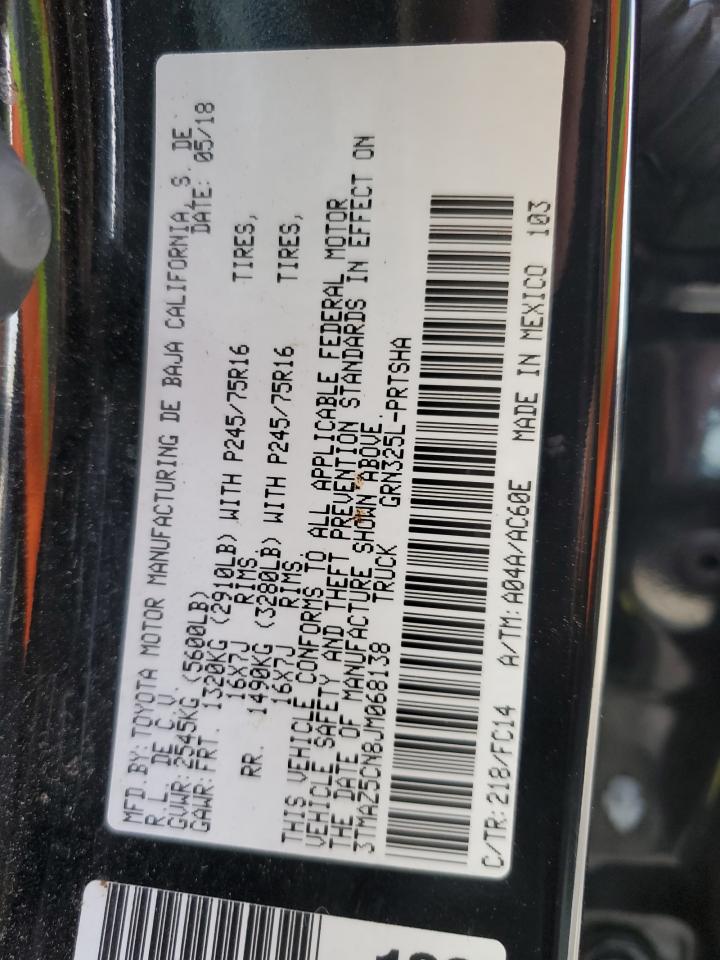 MFD BY: TOYOTA MOTOR MANUFACTURING DE BAJA CALIFORNIA, S. DE
R. L. DE C.V. DATE: 05/18
GVWR: 2545KG (5600LB)
GAWR: FRT. 1320KG (2910LB) WITH P245/75R16 TIRES,
16X7J RIMS
RR. 1490KG (3280LB) WITH P245/75R16 TIRES,
16X7J RIMS
THIS VEHICLE CONFORMS TO ALL APPLICABLE FEDERAL MOTOR
VEHICLE SAFETY AND THEFT PREVENTION STANDARDS IN EFFECT ON
THE DATE OF MANUFACTURE SHOWN ABOVE.
3TMAZ5CN8JM068138 TRUCK GRN325L-PRTSHA
C/TR: 218/FC14 A/TM: A04A/AC60E MADE IN MEXICO 103